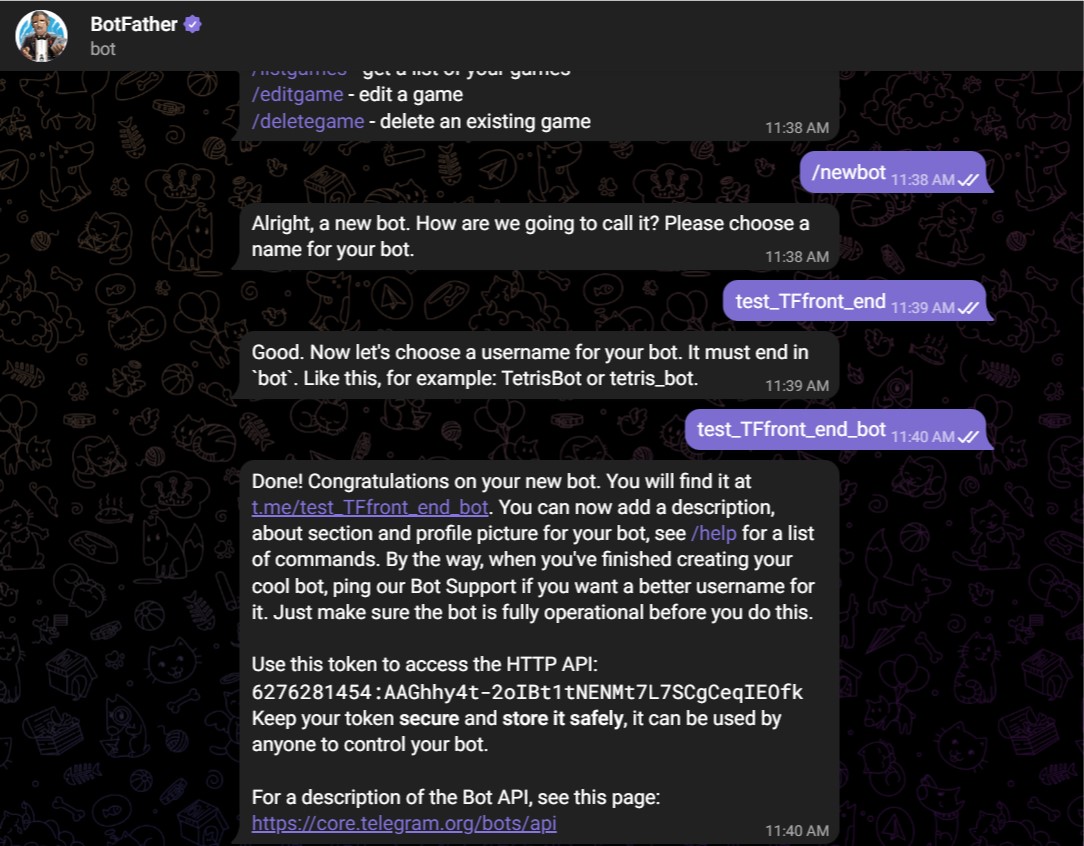 BotFather
bot
/listgames - get a list of your games
/editgame - edit a game
/deletegame - delete an existing game
11:38 AM
/newbot 11:38 AM
Alright, a new bot. How are we going to call it? Please choose a
name for your bot.
11:38 AM
test_TFfront_end 11:39 AM
Good. Now let's choose a username for your bot. It must end in
`bot`. Like this, for example: TetrisBot or tetris_bot.
11:39 AM
test_TFfront_end_bot 11:40 AM
Done! Congratulations on your new bot. You will find it at
t.me/test_TFfront_end_bot. You can now add a description,
about section and profile picture for your bot, see /help for a list
of commands. By the way, when you've finished creating your
cool bot, ping our Bot Support if you want a better username for
it. Just make sure the bot is fully operational before you do this.
Use this token to access the HTTP API:
6276281454:AAGhhy4t-2oIBt1tNENMt7L7SCgCeqIEOfk
Keep your token secure and store it safely, it can be used by
anyone to control your bot.
For a description of the Bot API, see this page:
https://core.telegram.org/bots/api
11:40 AM